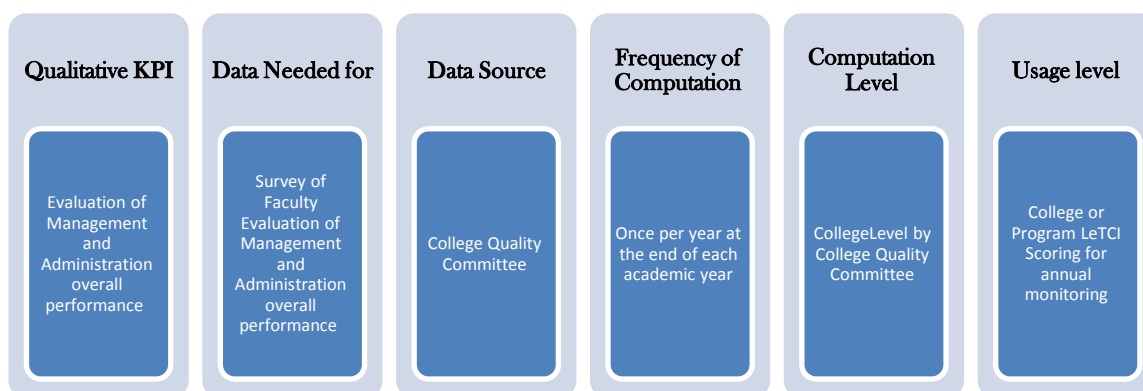 Qualitative KPI
Evaluation of
Management
and
Administration
overall
performance
Data Needed for
Survey of
Faculty
Evaluation of
Management
and
Administration
overall
performance
Data Source
College Quality
Committee
Frequency of
Computation
Once per year at
the end of each
academic year
Computation
Level
CollegeLevel by
College Quality
Committee
Usage level
College or
Program LeTCI
Scoring for
annual
monitoring